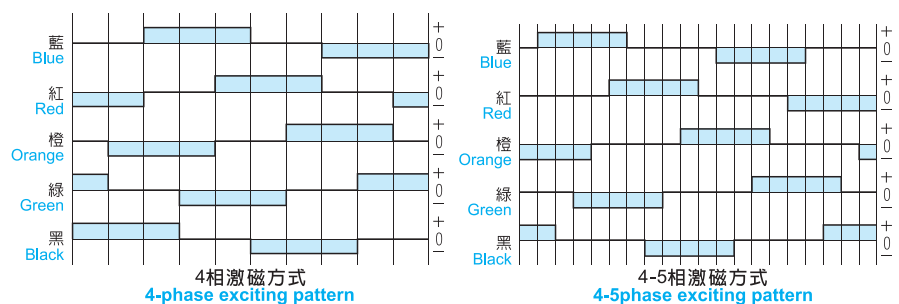 藍
Blue
+
0
−
紅
Red
+
0
−
橙
Orange
+
0
−
綠
Green
+
0
−
黑
Black
+
0
−
4相激磁方式
4-phase exciting pattern
藍
Blue
+
0
−
紅
Red
+
0
−
橙
Orange
+
0
−
綠
Green
+
0
−
黑
Black
+
0
−
4-5相激磁方式
4-5phase exciting pattern